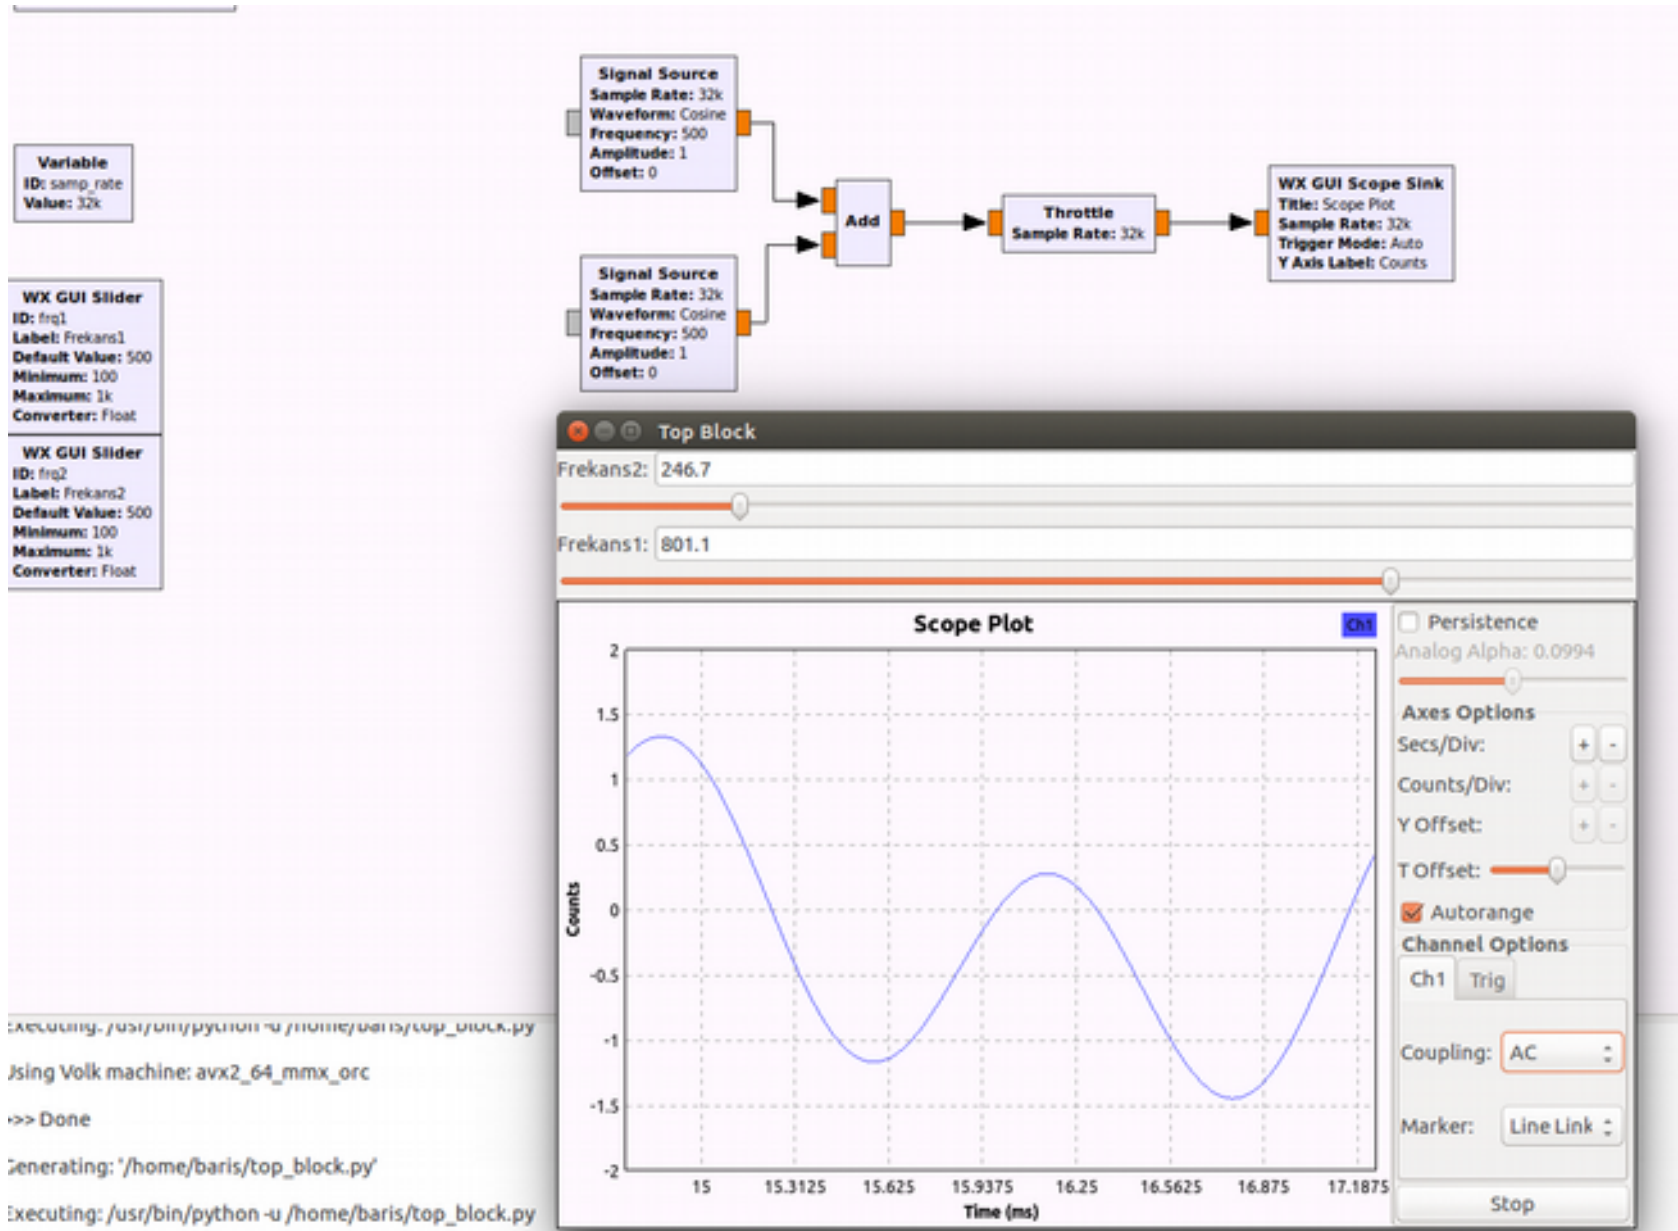 Signal Source
Sample Rate: 32k
Waveform: Cosine
Frequency: 500
Amplitude: 1
Offset: 0
Variable
ID: samp_rate
Value: 32k
Add
Throttle
Sample Rate: 32k
WX GUI Scope Sink
Title: Scope Plot
Sample Rate: 32k
Trigger Mode: Auto
Y Axis Label: Counts
Signal Source
Sample Rate: 32k
Waveform: Cosine
Frequency: 500
Amplitude: 1
Offset: 0
WX GUI Slider
ID: frq1
Label: Frekans1
Default Value: 500
Minimum: 100
Maximum: 1k
Converter: Float
WX GUI Slider
ID: frq2
Label: Frekans2
Default Value: 500
Minimum: 100
Maximum: 1k
Converter: Float
Top Block
Frekans2: 246.7
Frekans1: 801.1
Scope Plot
Ch1
2
1.5
1
0.5
0
-0.5
-1
-1.5
-2
Counts
15 15.3125 15.625 15.9375 16.25 16.5625 16.875 17.1875
Time (ms)
Persistence
Analog Alpha: 0.0994
Axes Options
Secs/Div: + -
Counts/Div: + -
Y Offset: + -
T Offset:
Autorange
Channel Options
Ch1 Trig
Coupling: AC
Marker: Line Link
Stop
Executing: /usr/bin/python -u /home/baris/top_block.py
Using Volk machine: avx2_64_mmx_orc
>>> Done
Generating: '/home/baris/top_block.py'
Executing: /usr/bin/python -u /home/baris/top_block.py